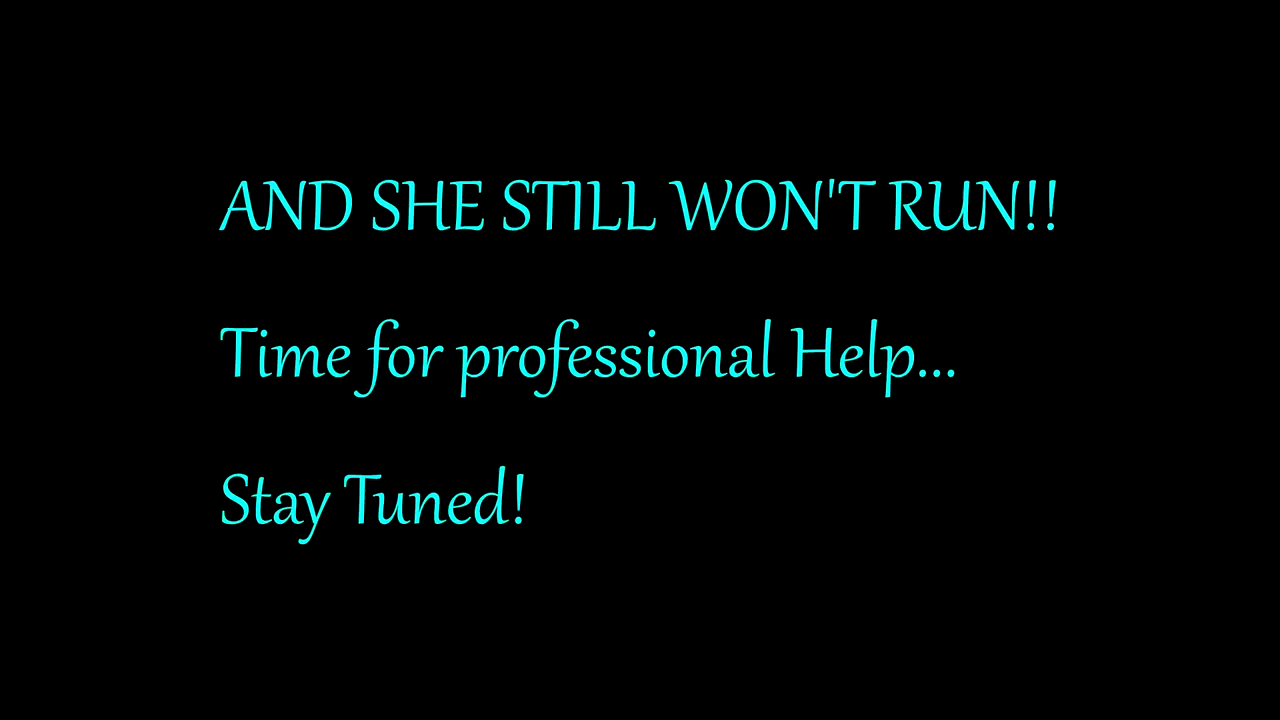 AND SHE STILL WON'T RUN!!
Time for professional Help...
Stay Tuned!